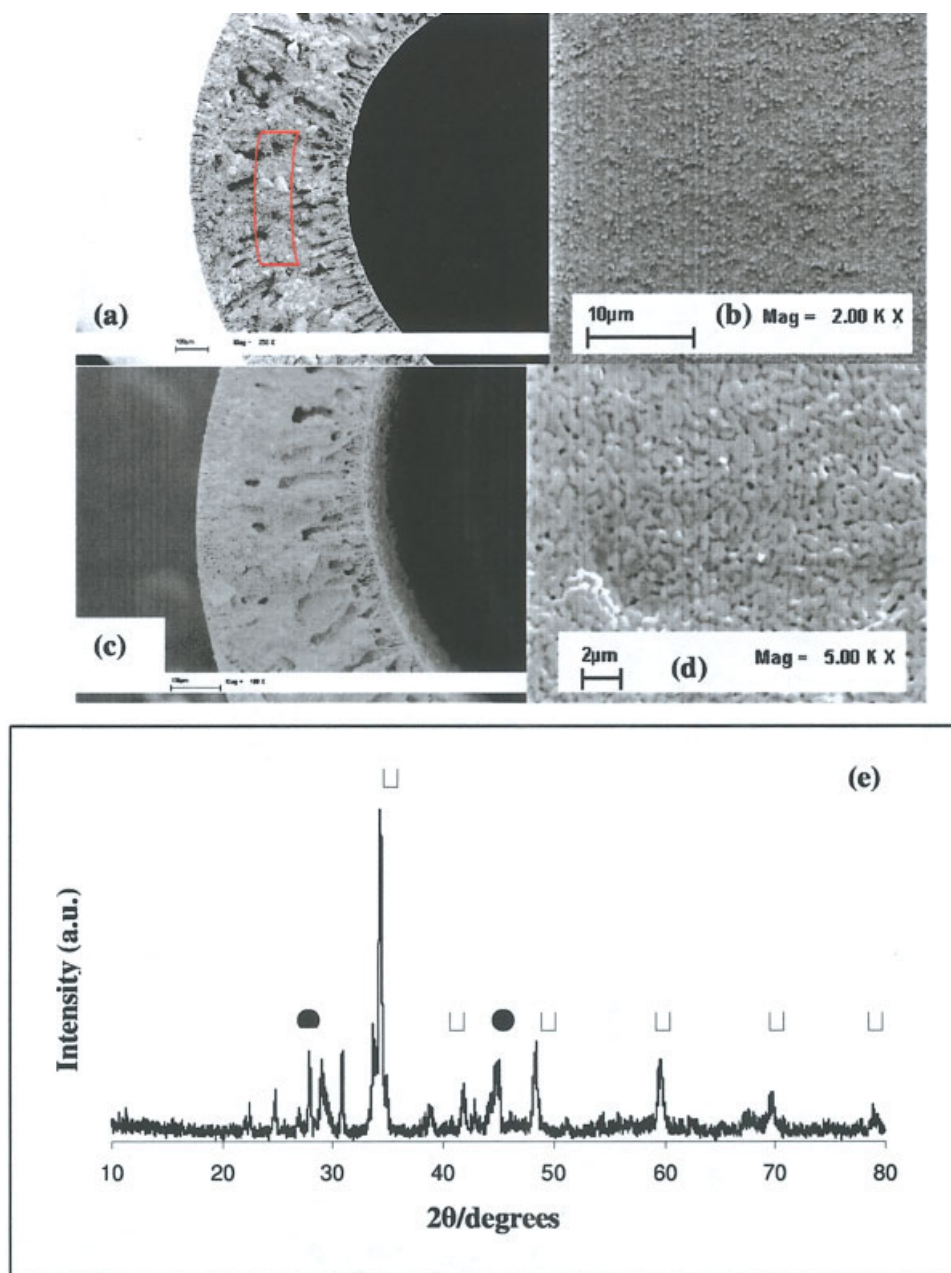 (a)
100μm
10μm
(b) Mag = 2.00 K X
(c)
2μm
(d)
Mag = 5.00 K X
(e)
Intensity (a.u.)
10 20 30 40 50 60 70 80
2θ/degrees